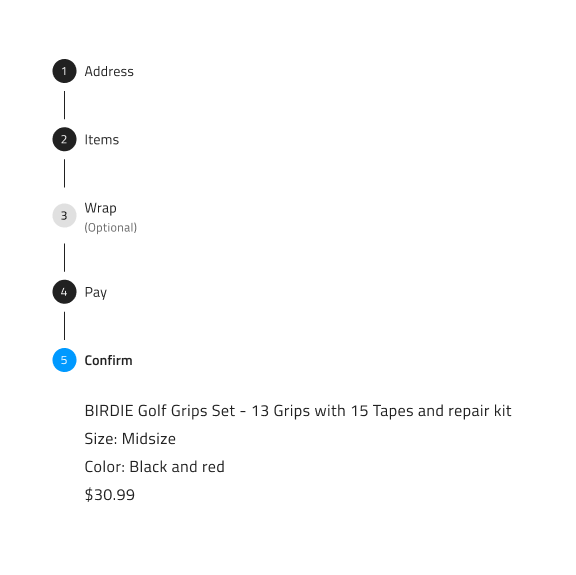 1 Address
2 Items
3 Wrap
(Optional)
4 Pay
5 Confirm
BIRDIE Golf Grips Set - 13 Grips with 15 Tapes and repair kit
Size: Midsize
Color: Black and red
$30.99